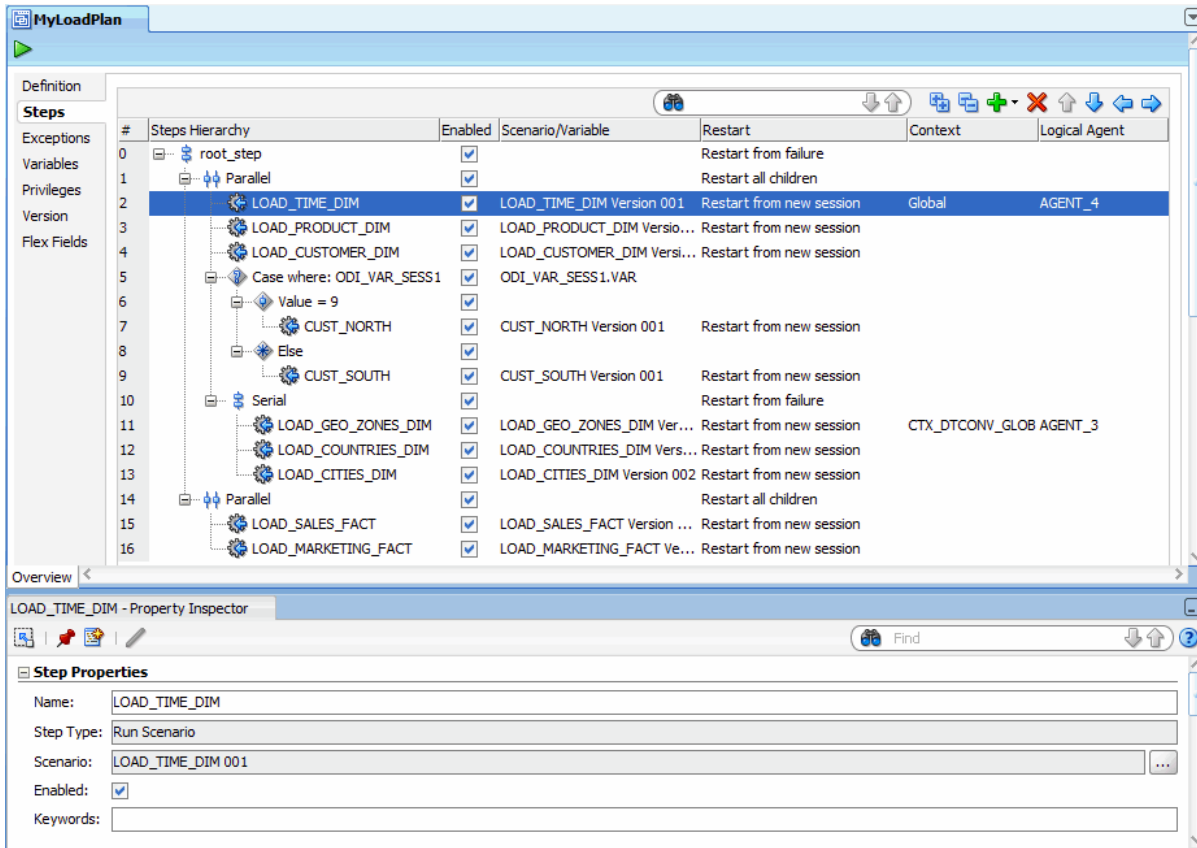 MyLoadPlan
Definition
Steps
Exceptions
Variables
Privileges
Version
Flex Fields
# Steps Hierarchy Enabled Scenario/Variable Restart Context Logical Agent
0 root_step Restart from failure
1 Parallel Restart all children
2 LOAD_TIME_DIM LOAD_TIME_DIM Version 001 Restart from new session Global AGENT_4
3 LOAD_PRODUCT_DIM LOAD_PRODUCT_DIM Versio... Restart from new session
4 LOAD_CUSTOMER_DIM LOAD_CUSTOMER_DIM Versi... Restart from new session
5 Case where: ODI_VAR_SESS1 ODI_VAR_SESS1.VAR
6 Value = 9
7 CUST_NORTH CUST_NORTH Version 001 Restart from new session
8 Else
9 CUST_SOUTH CUST_SOUTH Version 001 Restart from new session
10 Serial Restart from failure
11 LOAD_GEO_ZONES_DIM LOAD_GEO_ZONES_DIM Ver... Restart from new session CTX_DTCONV_GLOB AGENT_3
12 LOAD_COUNTRIES_DIM LOAD_COUNTRIES_DIM Vers... Restart from new session
13 LOAD_CITIES_DIM LOAD_CITIES_DIM Version 002 Restart from new session
14 Parallel Restart all children
15 LOAD_SALES_FACT LOAD_SALES_FACT Version ... Restart from new session
16 LOAD_MARKETING_FACT LOAD_MARKETING_FACT Ve... Restart from new session
Overview
LOAD_TIME_DIM - Property Inspector
Find
Step Properties
Name: LOAD_TIME_DIM
Step Type: Run Scenario
Scenario: LOAD_TIME_DIM 001 ...
Enabled:
Keywords: